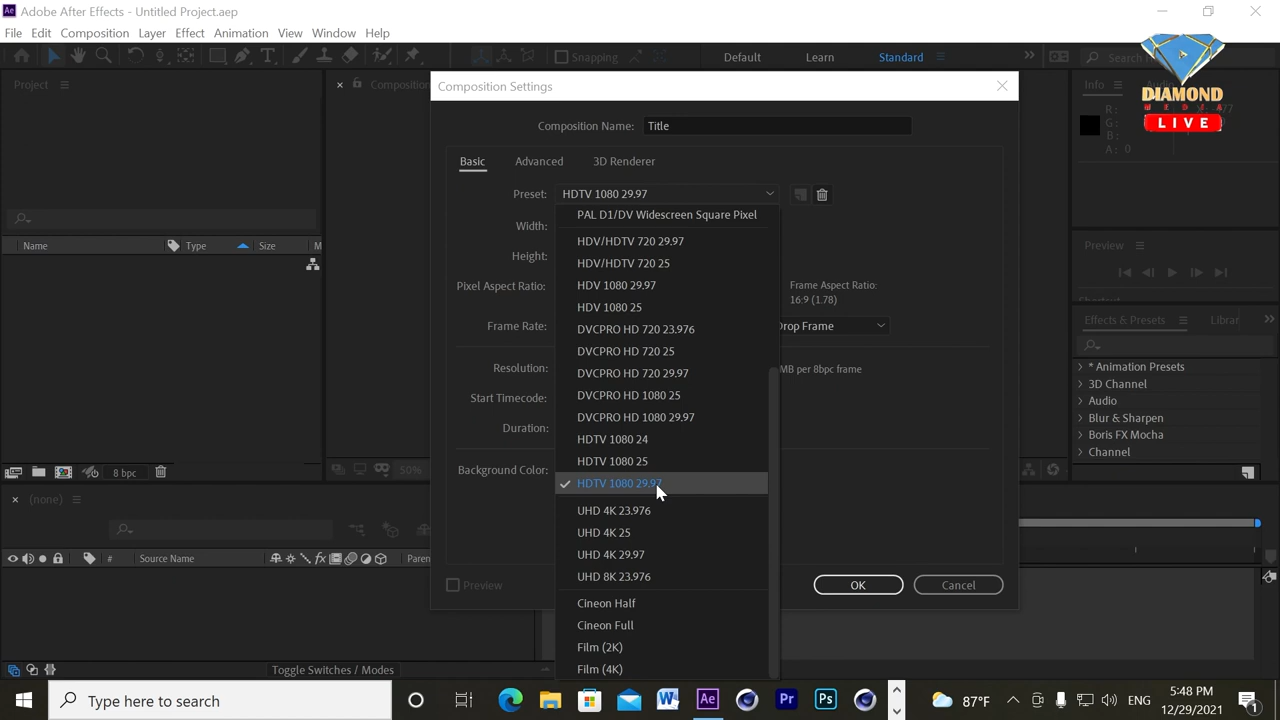 Adobe After Effects - Untitled Project.aep
File Edit Composition Layer Effect Animation View Window Help
Snapping Default Learn Standard
DIAMOND
MEDIA
LIVE
Project
Composition
Composition Settings
Info Audio
R:
G:
B:
A: 0
Composition Name: Title
Basic Advanced 3D Renderer
Preset: HDTV 1080 29.97
PAL D1/DV Widescreen Square Pixel
Width:
HDV/HDTV 720 29.97
Height:
HDV/HDTV 720 25
Pixel Aspect Ratio:
HDV 1080 29.97
Frame Aspect Ratio:
16:9 (1.78)
HDV 1080 25
Frame Rate:
Drop Frame
DVCPRO HD 720 23.976
DVCPRO HD 720 25
Resolution:
MB per 8bpc frame
DVCPRO HD 720 29.97
Start Timecode:
DVCPRO HD 1080 25
DVCPRO HD 1080 29.97
Duration:
HDTV 1080 24
HDTV 1080 25
Background Color:
HDTV 1080 29.97
UHD 4K 23.976
UHD 4K 25
UHD 4K 29.97
UHD 8K 23.976
Cineon Half
Cineon Full
Film (2K)
Film (4K)
Preview
OK Cancel
Name Type Size M
8 bpc
50%
Preview
Effects & Presets Librar
* Animation Presets
3D Channel
Audio
Blur & Sharpen
Boris FX Mocha
Channel
(none)
# Source Name Paren
Toggle Switches / Modes
Type here to search
87°F ENG
5:48 PM
12/29/2021
1